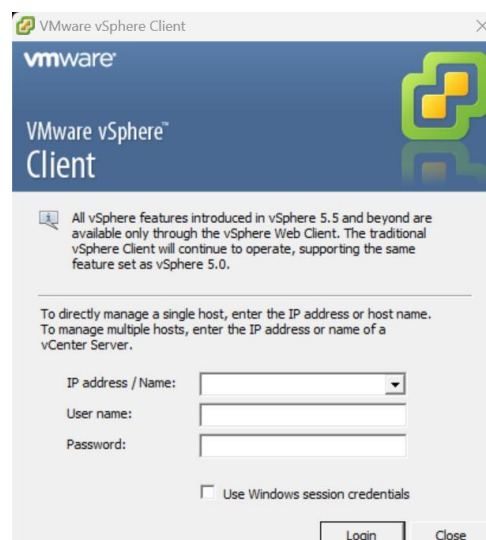 VMware vSphere Client
vmware®
VMware vSphere™
Client
All vSphere features introduced in vSphere 5.5 and beyond are
available only through the vSphere Web Client. The traditional
vSphere Client will continue to operate, supporting the same
feature set as vSphere 5.0.
To directly manage a single host, enter the IP address or host name.
To manage multiple hosts, enter the IP address or name of a
vCenter Server.
IP address / Name:
User name:
Password:
Use Windows session credentials
Login Close